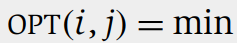 OPT(i, j) = min